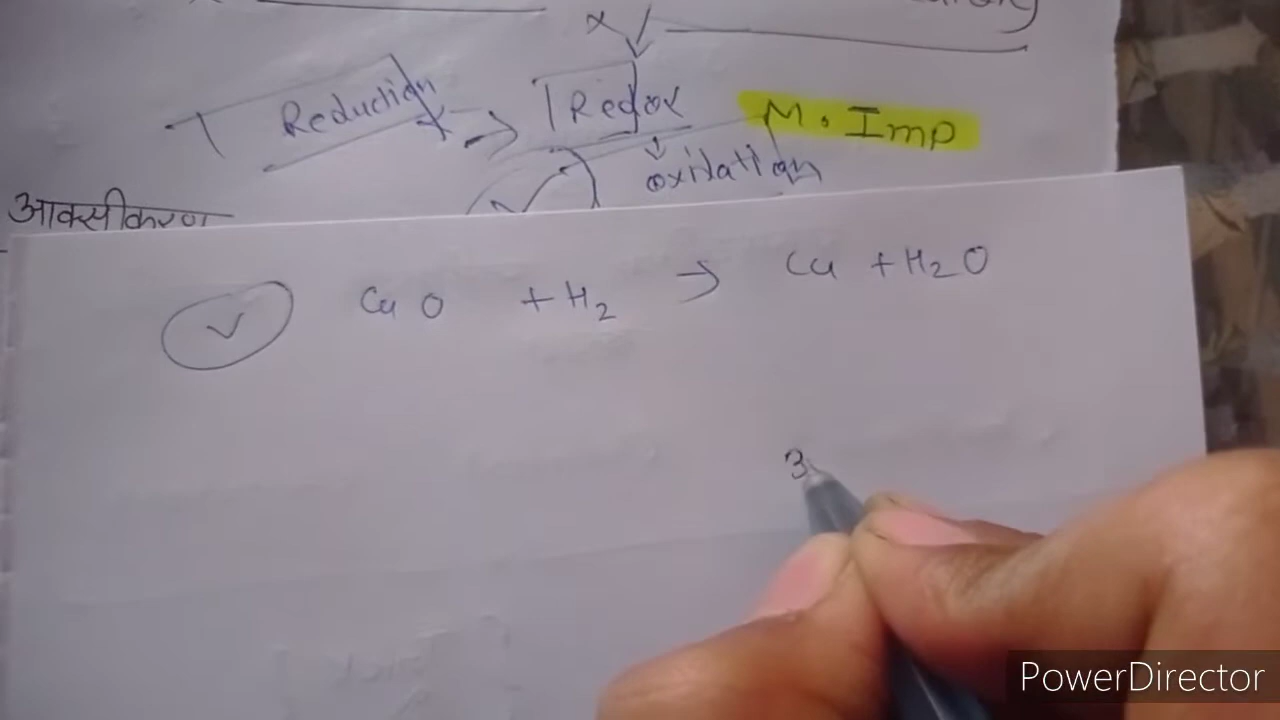 Reduction → Redox M. Imp
oxidation
आक्सीकरण
CuO + H₂ → Cu + H₂O
3
PowerDirector